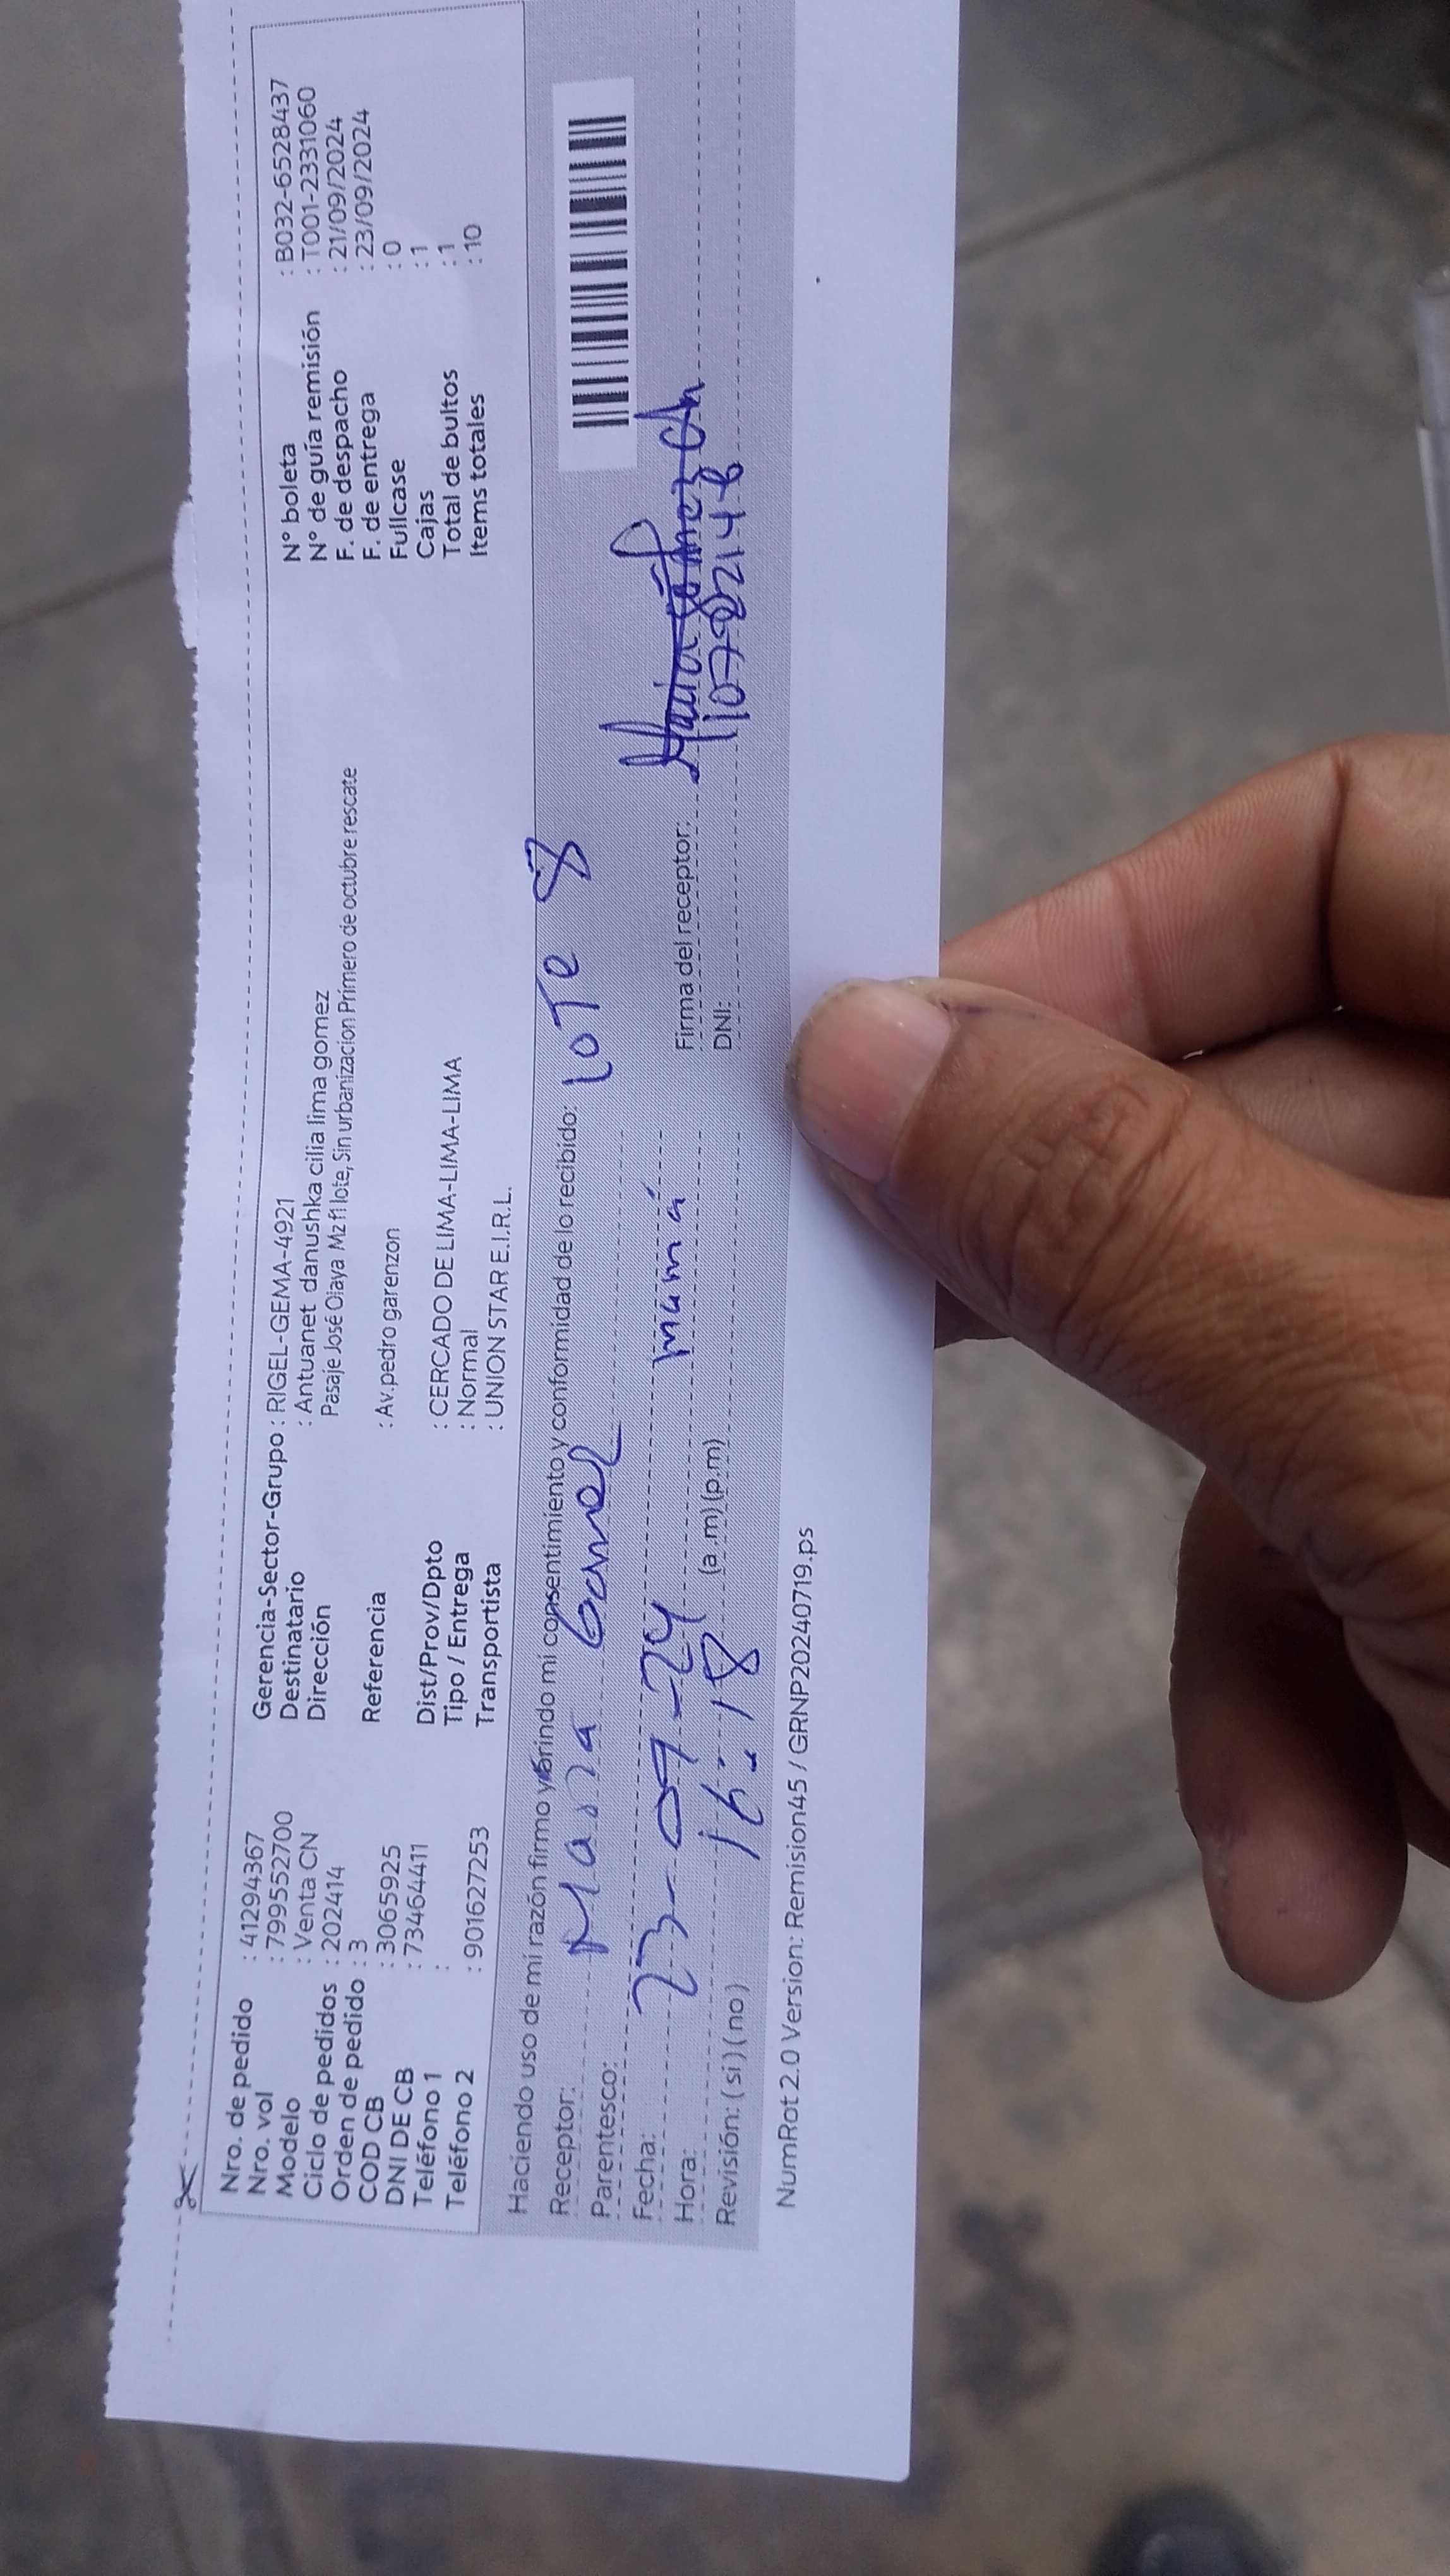 Nro. de pedido : 41294367 Gerencia-Sector-Grupo : RIGEL-GEMA-4921 N° boleta : B032-6528437
Nro. vol : 799552700 Destinatario : Antuanet danushka cilia lima gomez N° de guía remisión : T001-2331060
Modelo : Venta CN Dirección Pasaje José Olaya Mz f1 lote, Sin urbanizacion Primero de octubre rescate F. de despacho : 21/09/2024
Ciclo de pedidos : 202414 F. de entrega : 23/09/2024
Orden de pedido : 3 Referencia : Av.pedro garenzon Fullcase : 0
COD CB : 3065925 Cajas : 1
DNI DE CB : 73464411 Dist/Prov/Dpto : CERCADO DE LIMA-LIMA-LIMA Total de bultos : 1
Teléfono 1 : Tipo / Entrega : Normal Items totales : 10
Teléfono 2 : 901627253 Transportista : UNION STAR E.I.R.L.
Haciendo uso de mi razón firmo y brindo mi consentimiento y conformidad de lo recibido: LOTE 8
Receptor: Maria Gomez
Parentesco: mamá
Fecha: 23-09-24 Firma del receptor:
Hora: 16:18 (a.m) (p.m) DNI:
Revisión: (si) (no)
NumRot 2.0 Version: Remision45 / GRNP20240719.ps